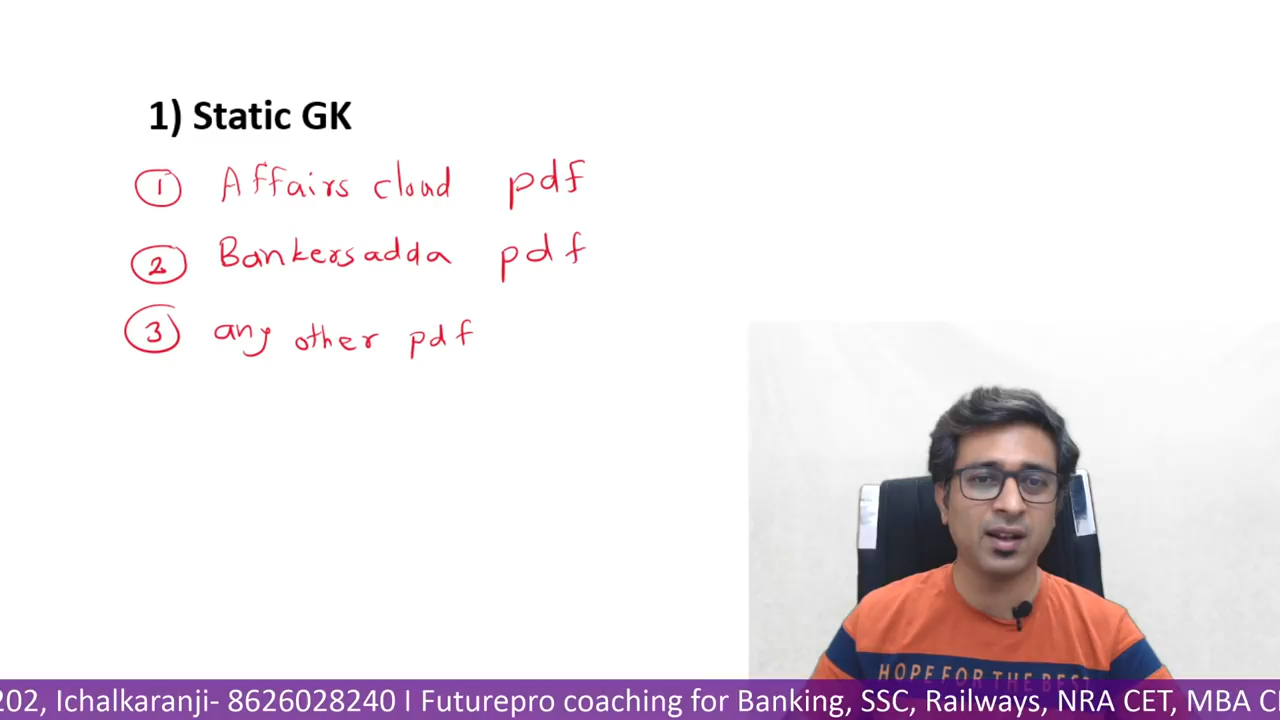 1) Static GK
1 Affairs cloud pdf
2 Bankersadda pdf
3 any other pdf
HOPE FOR THE BEST
202, Ichalkaranji- 8626028240 I Futurepro coaching for Banking, SSC, Railways, NRA CET, MBA C